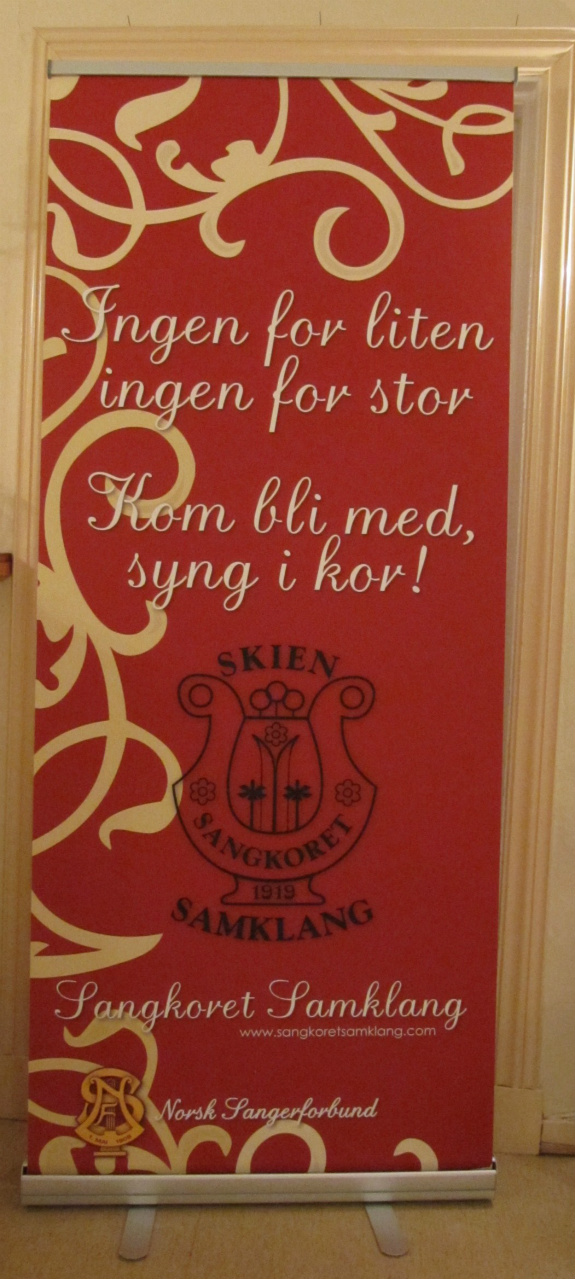 Ingen for liten
ingen for stor
Kom bli med,
syng i kor!
SKIEN
SANGKORET
1919
SAMKLANG
Sangkoret Samklang
www.sangkoretsamklang.com
Norsk Sangerforbund